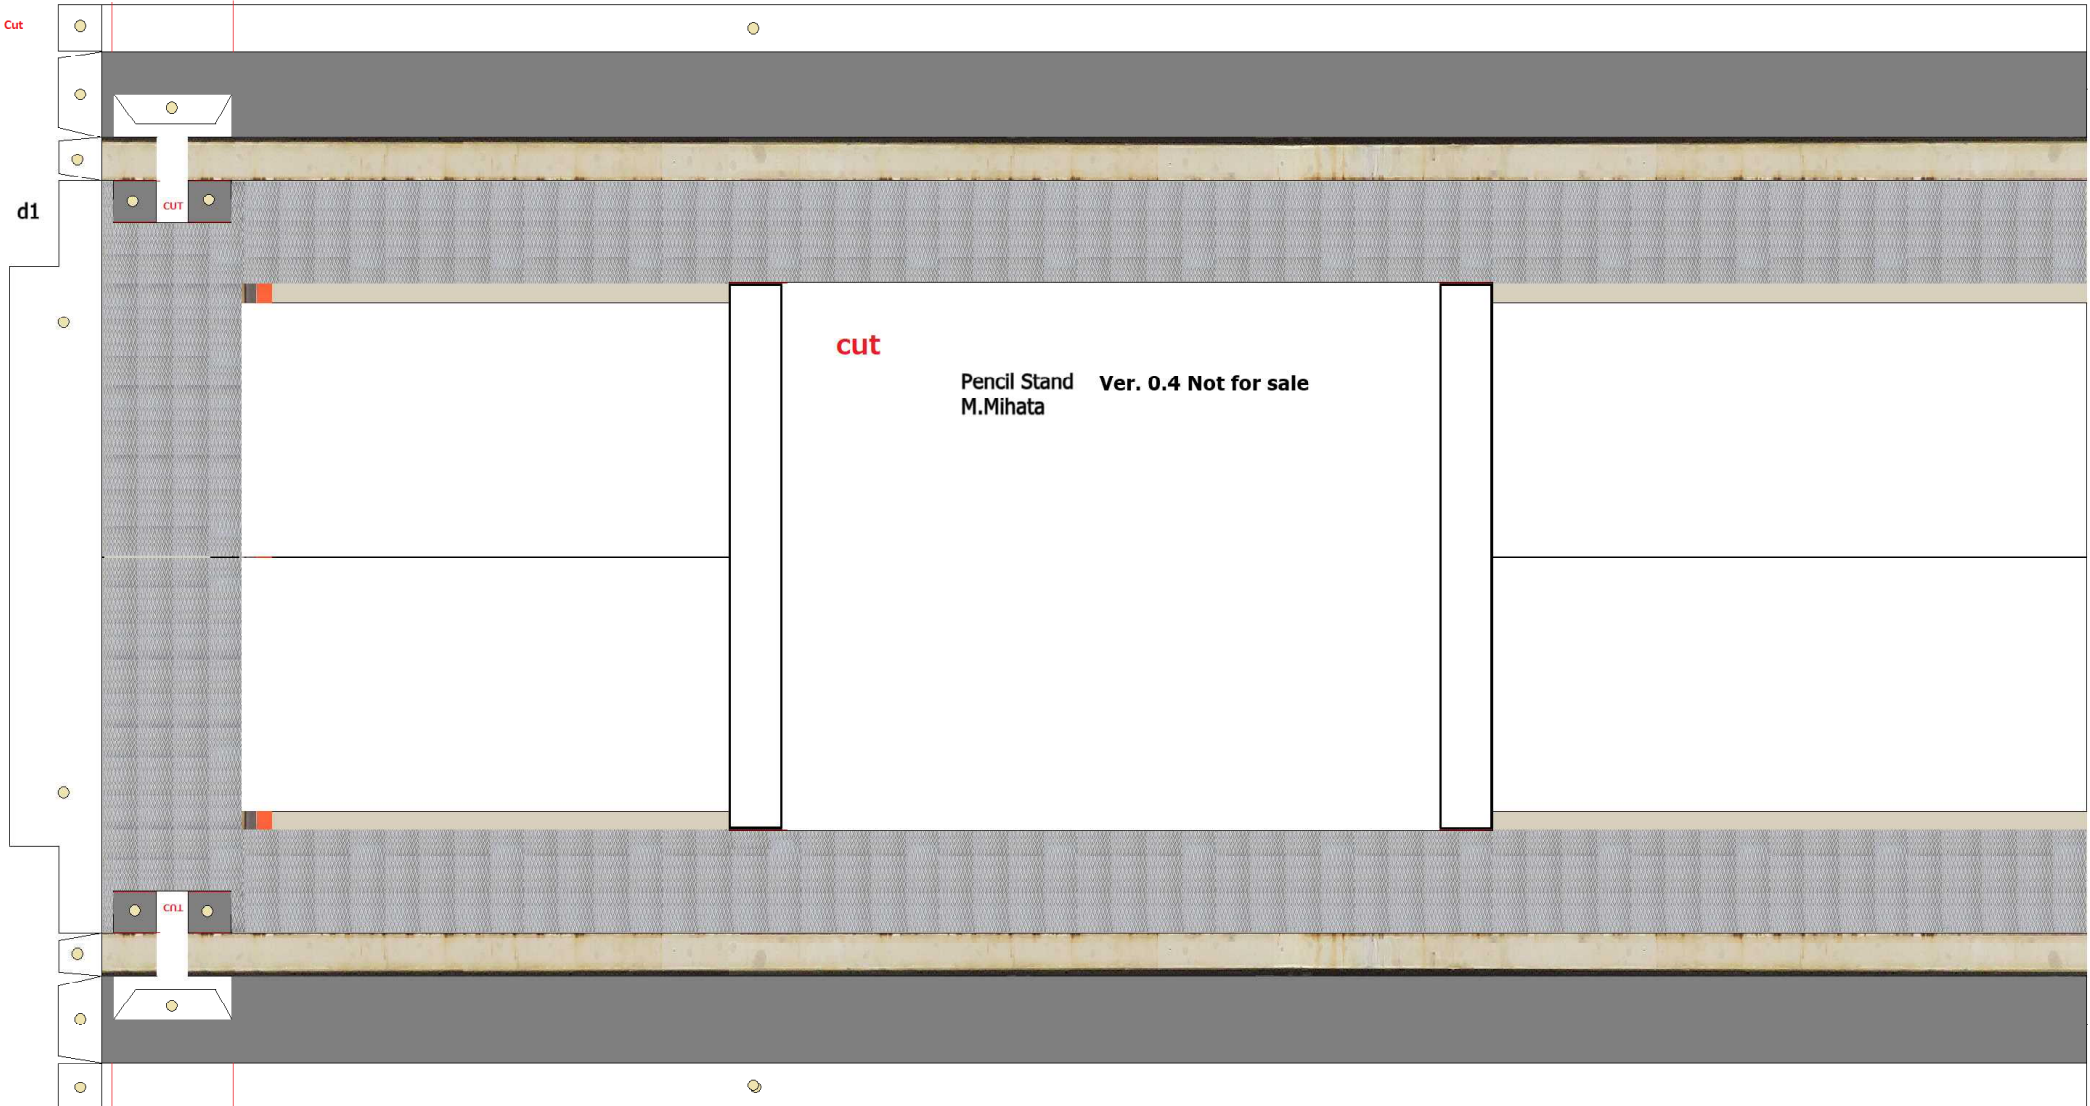 Cut
d1
CUT
cut
Pencil Stand Ver. 0.4 Not for sale
M.Mihata
CUT